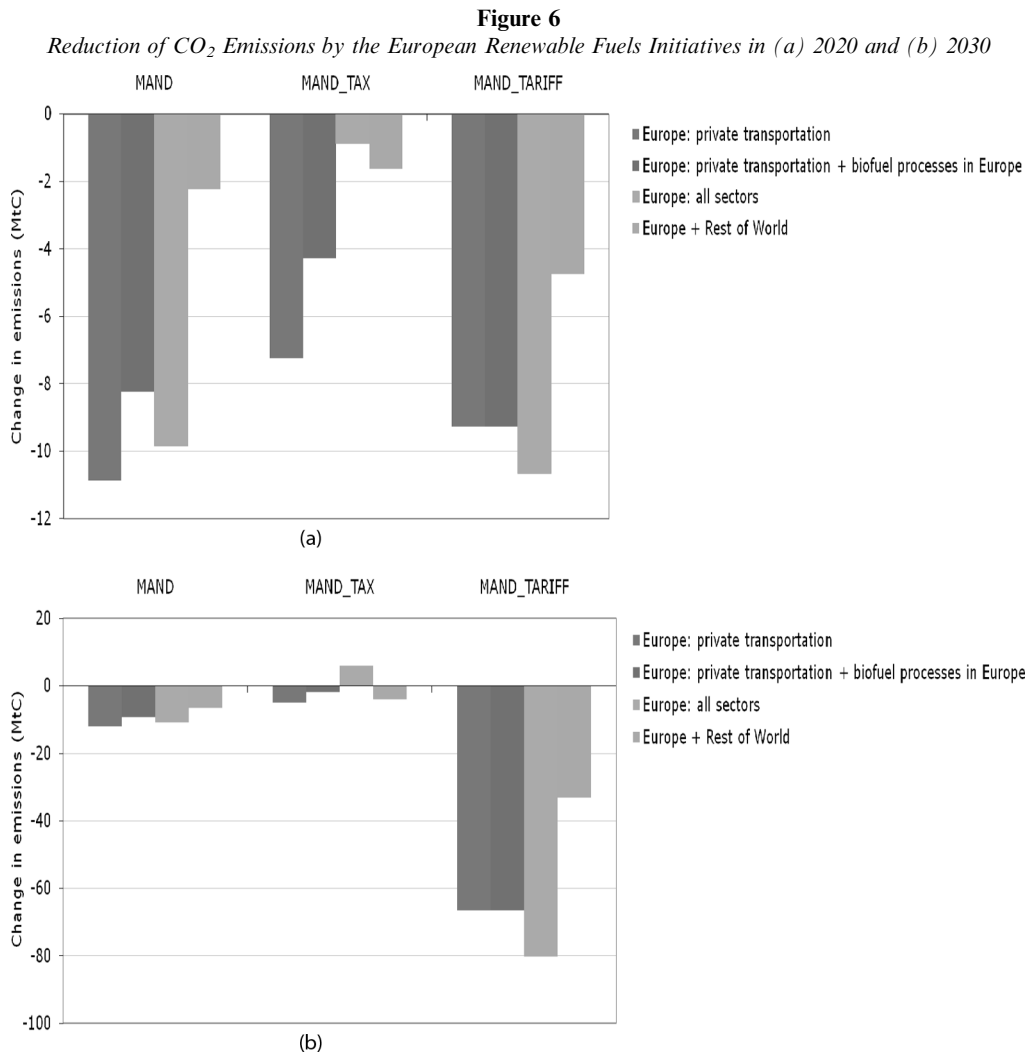 Figure 6
Reduction of CO₂ Emissions by the European Renewable Fuels Initiatives in (a) 2020 and (b) 2030
MAND MAND_TAX MAND_TARIFF
0
-2
-4
-6
-8
-10
-12
Change in emissions (MtC)
Europe: private transportation
Europe: private transportation + biofuel processes in Europe
Europe: all sectors
Europe + Rest of World
(a)
MAND MAND_TAX MAND_TARIFF
20
0
-20
-40
-60
-80
-100
Change in emissions (MtC)
Europe: private transportation
Europe: private transportation + biofuel processes in Europe
Europe: all sectors
Europe + Rest of World
(b)